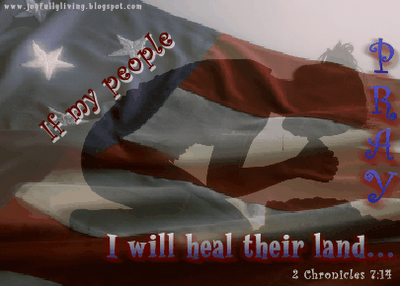 www.joyfullyliving.blogspot.com
If my people
PRAY
I will heal their land...
2 Chronicles 7:14